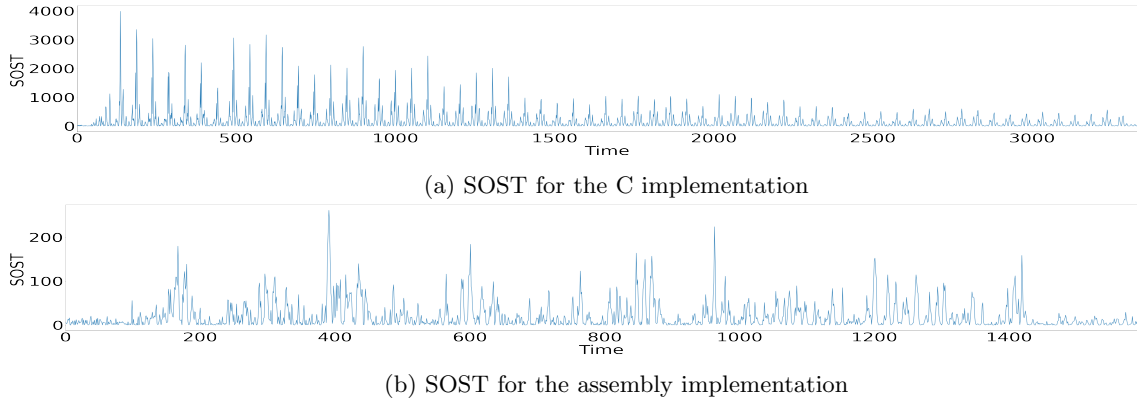 4000
3000
2000
1000
0
SOST
0 500 1000 1500 2000 2500 3000
Time
(a) SOST for the C implementation
200
100
0
SOST
0 200 400 600 800 1000 1200 1400
Time
(b) SOST for the assembly implementation